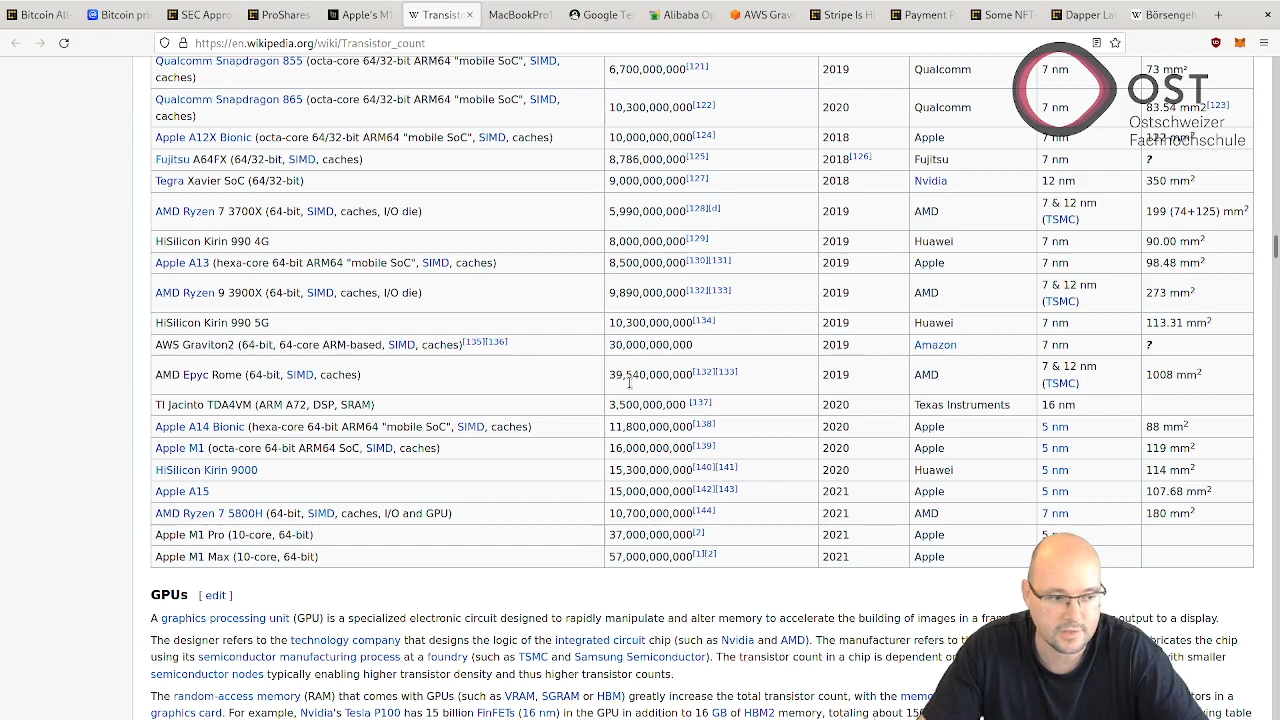 Bitcoin All
Bitcoin pri
SEC Appro
ProShares
Apple's M1
Transist
MacBookPro1
Google Te
Alibaba Op
AWS Grav
Stripe Is H
Payment P
Some NFT
Dapper La
Börsengeh
https://en.wikipedia.org/wiki/Transistor_count
OST
Ostschweizer
Fachhochschule
Qualcomm Snapdragon 855 (octa-core 64/32-bit ARM64 "mobile SoC", SIMD, caches) 6,700,000,000[121] 2019 Qualcomm 7 nm 73 mm2
Qualcomm Snapdragon 865 (octa-core 64/32-bit ARM64 "mobile SoC", SIMD, caches) 10,300,000,000[122] 2020 Qualcomm 7 nm 83.54 mm2[123]
Apple A12X Bionic (octa-core 64/32-bit ARM64 "mobile SoC", SIMD, caches) 10,000,000,000[124] 2018 Apple 7 nm 122 mm2
Fujitsu A64FX (64/32-bit, SIMD, caches) 8,786,000,000[125] 2018[126] Fujitsu 7 nm ?
Tegra Xavier SoC (64/32-bit) 9,000,000,000[127] 2018 Nvidia 12 nm 350 mm2
AMD Ryzen 7 3700X (64-bit, SIMD, caches, I/O die) 5,990,000,000[128][d] 2019 AMD 7 & 12 nm (TSMC) 199 (74+125) mm2
HiSilicon Kirin 990 4G 8,000,000,000[129] 2019 Huawei 7 nm 90.00 mm2
Apple A13 (hexa-core 64-bit ARM64 "mobile SoC", SIMD, caches) 8,500,000,000[130][131] 2019 Apple 7 nm 98.48 mm2
AMD Ryzen 9 3900X (64-bit, SIMD, caches, I/O die) 9,890,000,000[132][133] 2019 AMD 7 & 12 nm (TSMC) 273 mm2
HiSilicon Kirin 990 5G 10,300,000,000[134] 2019 Huawei 7 nm 113.31 mm2
AWS Graviton2 (64-bit, 64-core ARM-based, SIMD, caches)[135][136] 30,000,000,000 2019 Amazon 7 nm ?
AMD Epyc Rome (64-bit, SIMD, caches) 39,540,000,000[132][133] 2019 AMD 7 & 12 nm (TSMC) 1008 mm2
TI Jacinto TDA4VM (ARM A72, DSP, SRAM) 3,500,000,000 [137] 2020 Texas Instruments 16 nm
Apple A14 Bionic (hexa-core 64-bit ARM64 "mobile SoC", SIMD, caches) 11,800,000,000[138] 2020 Apple 5 nm 88 mm2
Apple M1 (octa-core 64-bit ARM64 SoC, SIMD, caches) 16,000,000,000[139] 2020 Apple 5 nm 119 mm2
HiSilicon Kirin 9000 15,300,000,000[140][141] 2020 Huawei 5 nm 114 mm2
Apple A15 15,000,000,000[142][143] 2021 Apple 5 nm 107.68 mm2
AMD Ryzen 7 5800H (64-bit, SIMD, caches, I/O and GPU) 10,700,000,000[144] 2021 AMD 7 nm 180 mm2
Apple M1 Pro (10-core, 64-bit) 37,000,000,000[2] 2021 Apple 5
Apple M1 Max (10-core, 64-bit) 57,000,000,000[1][2] 2021 Apple
GPUs [ edit ]
A graphics processing unit (GPU) is a specialized electronic circuit designed to rapidly manipulate and alter memory to accelerate the building of images in a output to a display.
The designer refers to the technology company that designs the logic of the integrated circuit chip (such as Nvidia and AMD). The manufacturer refers to the chip
using its semiconductor manufacturing process at a foundry (such as TSMC and Samsung Semiconductor). The transistor count in a chip is dependent with smaller
semiconductor nodes typically enabling higher transistor density and thus higher transistor counts.
The random-access memory (RAM) that comes with GPUs (such as VRAM, SGRAM or HBM) greatly increase the total transistor count, with the in a
graphics card. For example, Nvidia's Tesla P100 has 15 billion FinFETs (16 nm) in the GPU in addition to 16 GB of HBM2 memory, totaling about table